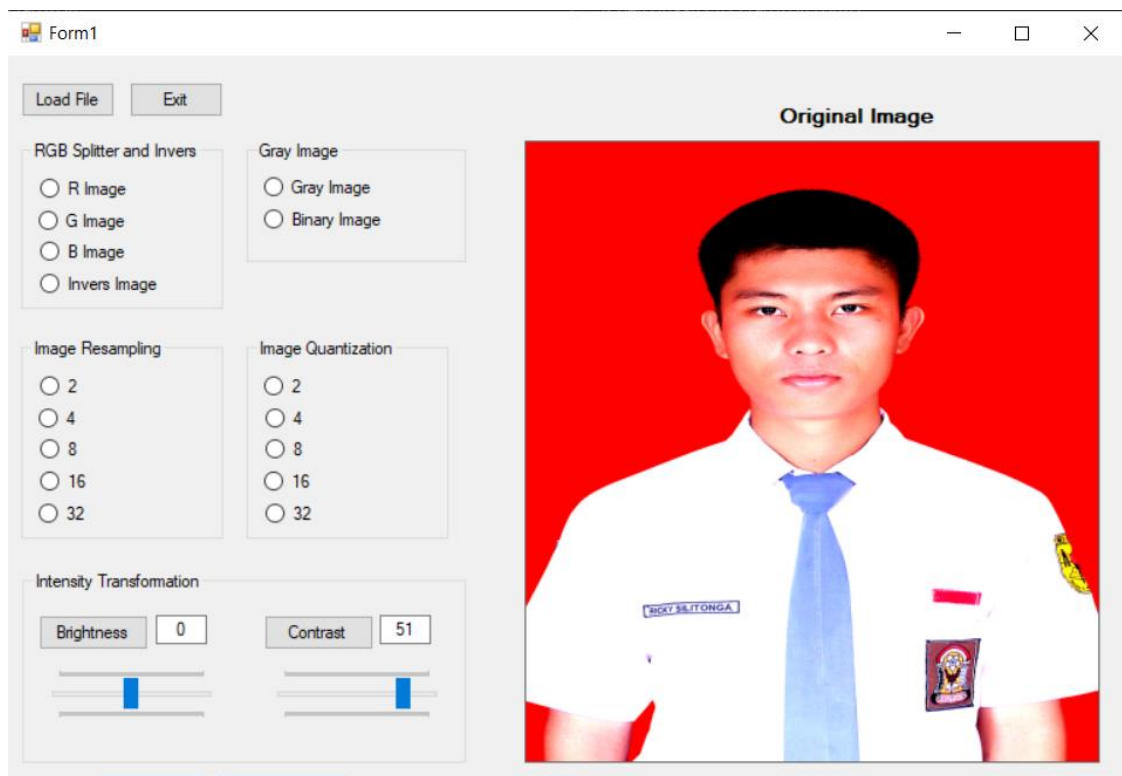 Form1
Load File Exit
Original Image
RGB Splitter and Invers
R Image
G Image
B Image
Invers Image
Gray Image
Gray Image
Binary Image
Image Resampling
2
4
8
16
32
Image Quantization
2
4
8
16
32
Intensity Transformation
Brightness 0
Contrast 51
RICKY SILITONGA